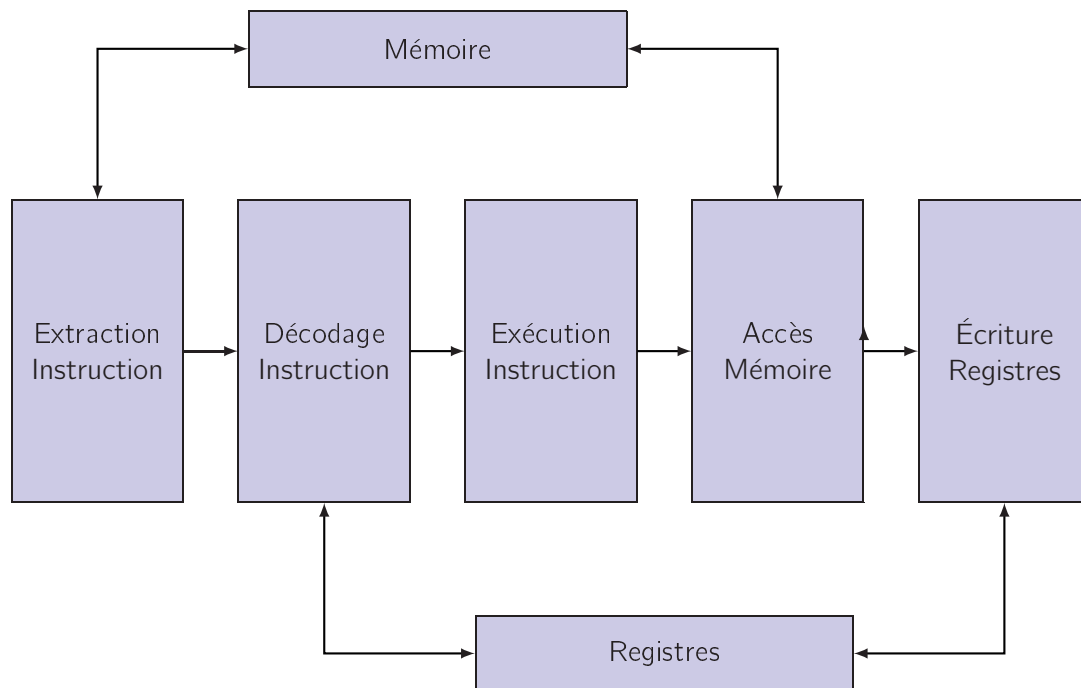 Mémoire
Extraction
Instruction
Décodage
Instruction
Exécution
Instruction
Accès
Mémoire
Écriture
Registres
Registres